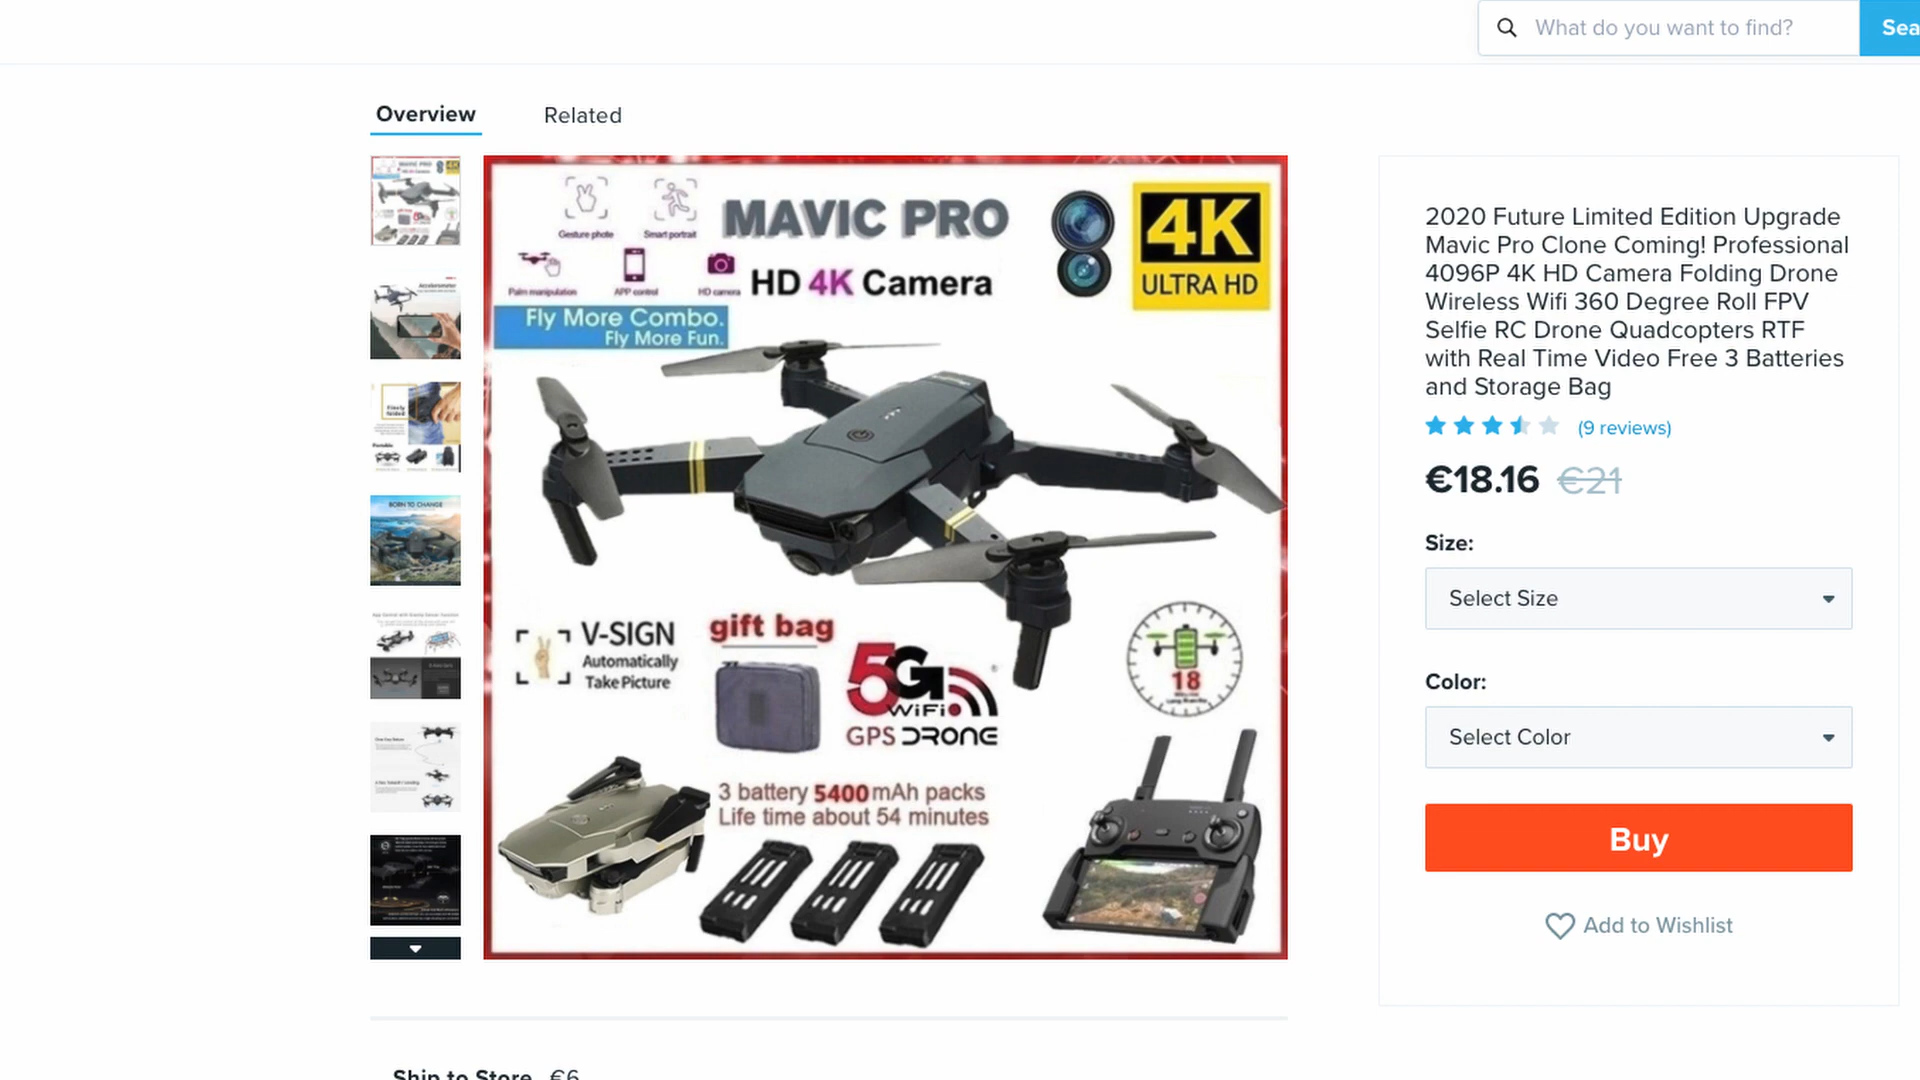 What do you want to find?
Sea
Overview
Related
MAVIC PRO
HD 4K Camera
4K
ULTRA HD
Gesture photo
Smart portrait
Palm manipulation
APP control
HD camera
Fly More Combo.
Fly More Fun.
V-SIGN
Automatically
Take Picture
gift bag
5G
WiFi
GPS DRONE
18
3 battery 5400 mAh packs
Life time about 54 minutes
BORN TO CHANGE
2020 Future Limited Edition Upgrade
Mavic Pro Clone Coming! Professional
4096P 4K HD Camera Folding Drone
Wireless Wifi 360 Degree Roll FPV
Selfie RC Drone Quadcopters RTF
with Real Time Video Free 3 Batteries
and Storage Bag
(9 reviews)
€18.16 €21
Size:
Select Size
Color:
Select Color
Buy
Add to Wishlist
Ship to Store €6